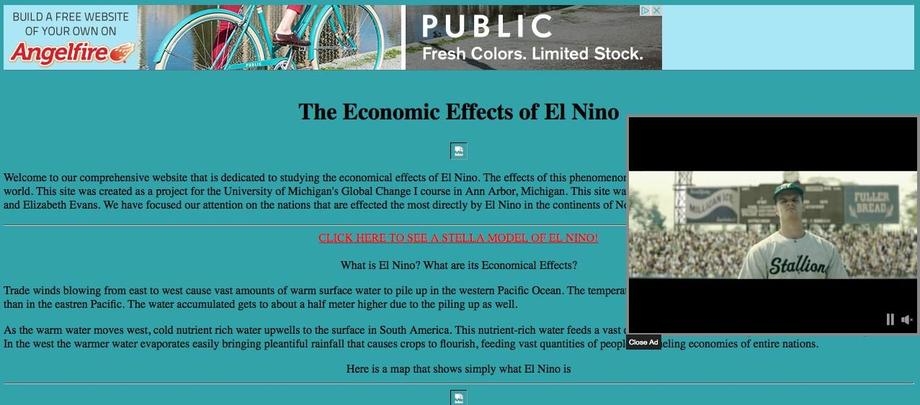 BUILD A FREE WEBSITE
OF YOUR OWN ON
Angelfire
PUBLIC
PUBLIC
Fresh Colors. Limited Stock.
The Economic Effects of El Nino
Welcome to our comprehensive website that is dedicated to studying the economical effects of El Nino. The effects of this phenomenon
world. This site was created as a project for the University of Michigan's Global Change I course in Ann Arbor, Michigan. This site wa
and Elizabeth Evans. We have focused our attention on the nations that are effected the most directly by El Nino in the continents of
CLICK HERE TO SEE A STELLA MODEL OF EL NINO!
What is El Nino? What are its Economical Effects?
Trade winds blowing from east to west cause vast amounts of warm surface water to pile up in the western Pacific Ocean. The
than in the eastren Pacific. The water accumulated gets to about a half meter higher due to the piling up as well.
As the warm water moves west, cold nutrient rich water upwells to the surface in South America. This nutrient-rich water feeds a vast
In the west the warmer water evaporates easily bringing pleantiful rainfall that causes crops to flourish, feeding vast quantities of eling economies of entire nations.
Here is a map that shows simply what El Nino is
MILLIGAN ICE
FULLER
BREAD
Stallions
Close Ad